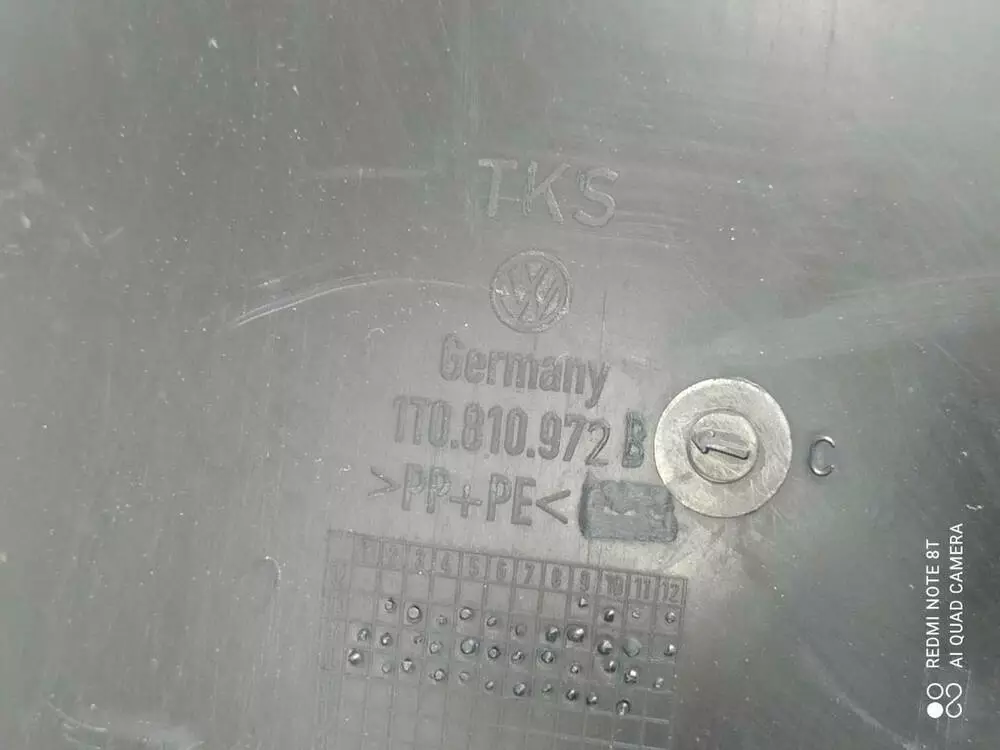 TKS
Germany
1T0.810.972 B C
>PP+PE<
1 2 3 4 5 6 7 8 9 10 11 12
REDMI NOTE 8T
AI QUAD CAMERA